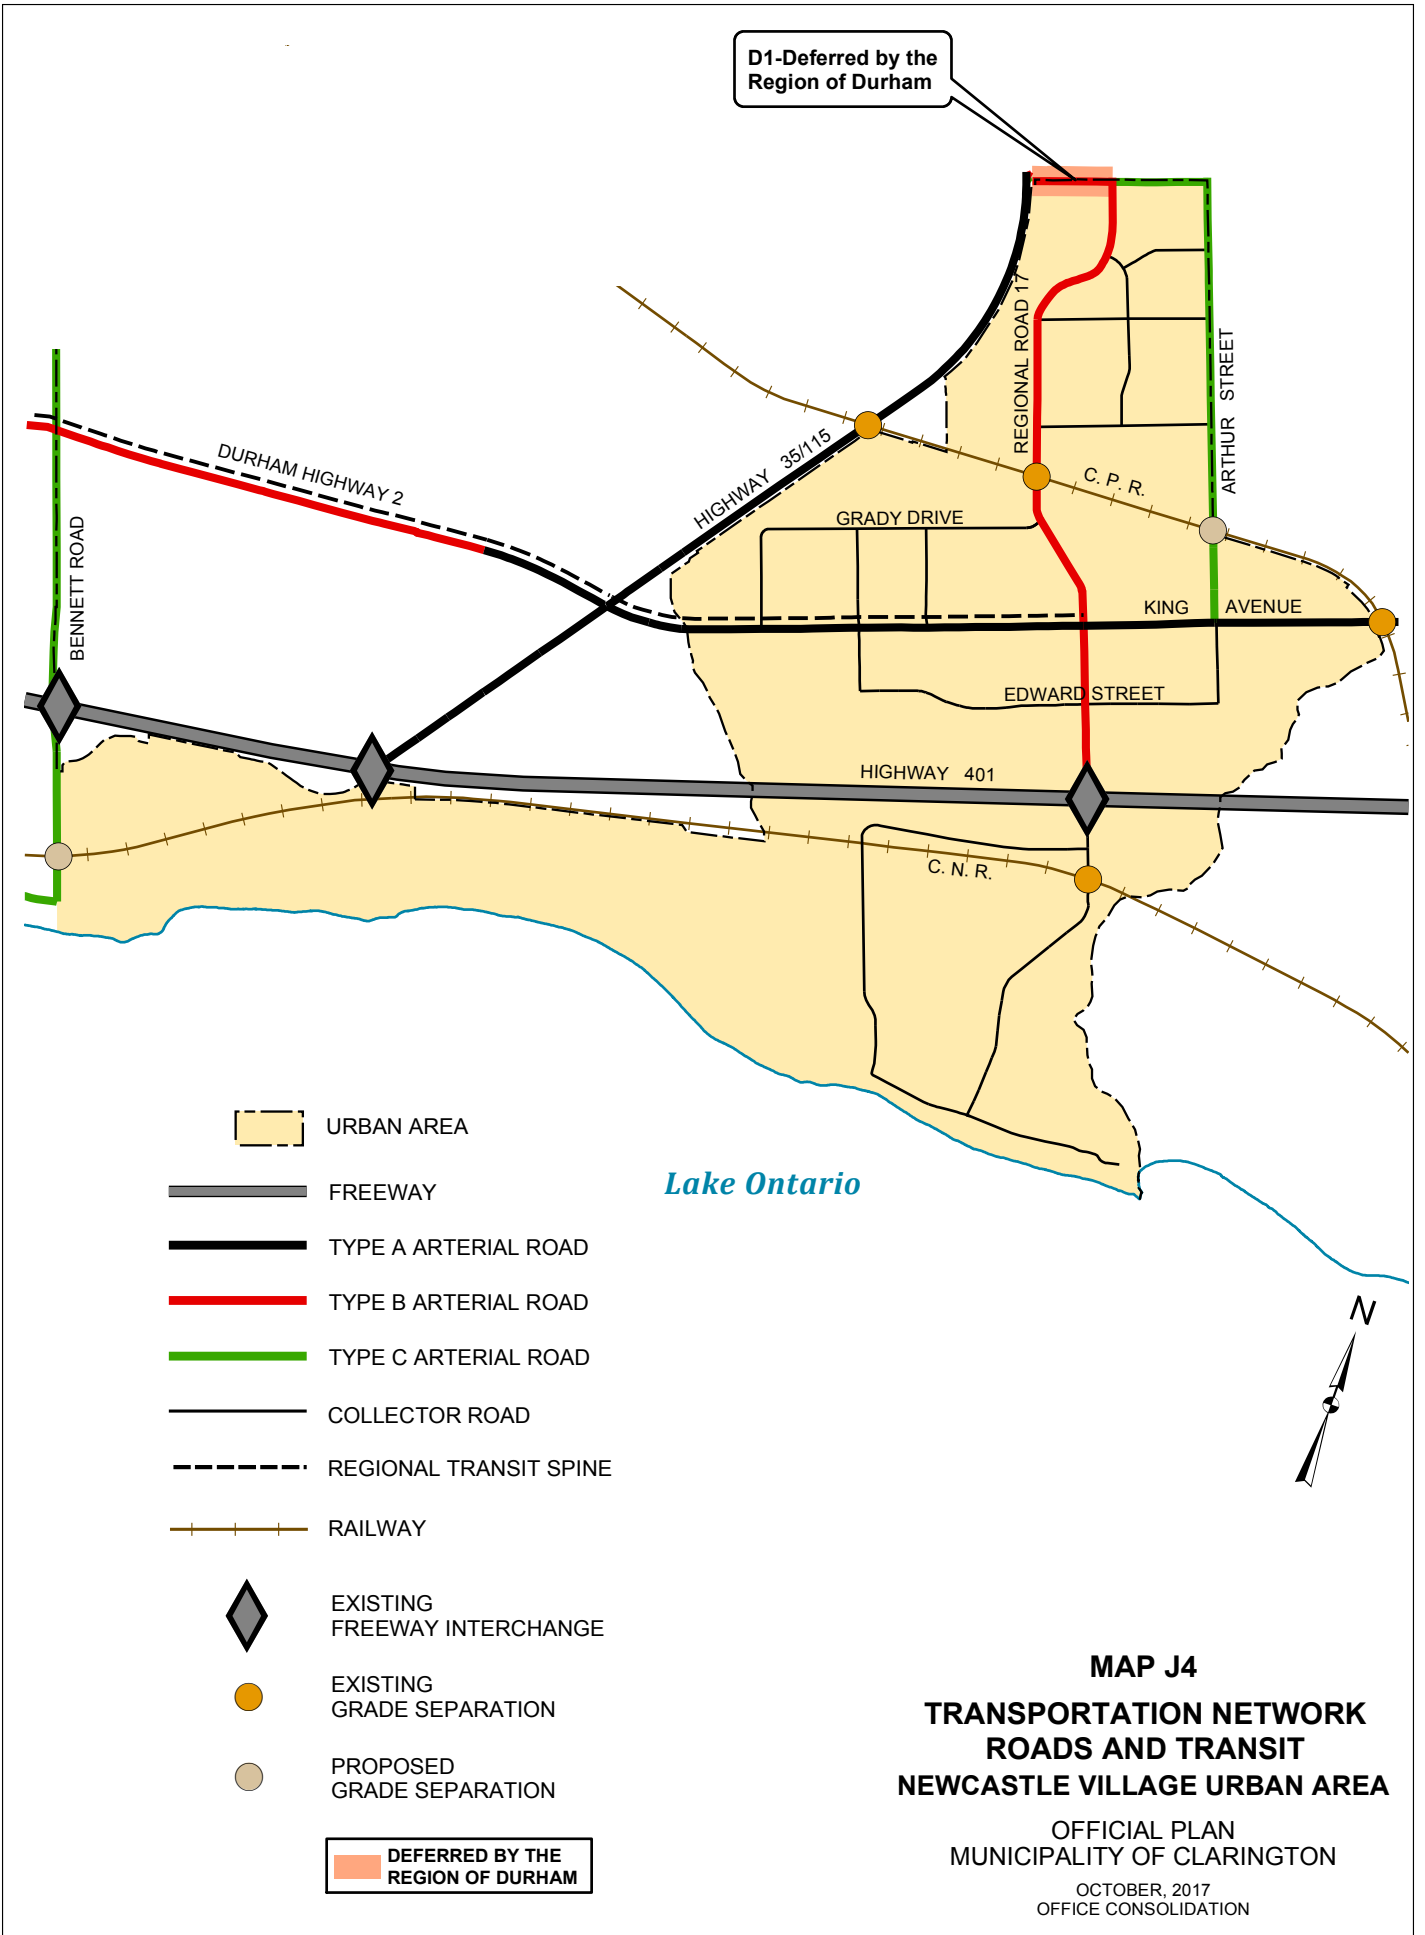 D1-Deferred by the
Region of Durham
REGIONAL ROAD 17
ARTHUR STREET
DURHAM HIGHWAY 2
HIGHWAY 35/115
C. P. R.
GRADY DRIVE
BENNETT ROAD
KING AVENUE
EDWARD STREET
HIGHWAY 401
C. N. R.
Lake Ontario
URBAN AREA
FREEWAY
TYPE A ARTERIAL ROAD
TYPE B ARTERIAL ROAD
TYPE C ARTERIAL ROAD
COLLECTOR ROAD
REGIONAL TRANSIT SPINE
RAILWAY
EXISTING
FREEWAY INTERCHANGE
EXISTING
GRADE SEPARATION
PROPOSED
GRADE SEPARATION
DEFERRED BY THE
REGION OF DURHAM
N
MAP J4
TRANSPORTATION NETWORK
ROADS AND TRANSIT
NEWCASTLE VILLAGE URBAN AREA
OFFICIAL PLAN
MUNICIPALITY OF CLARINGTON
OCTOBER, 2017
OFFICE CONSOLIDATION